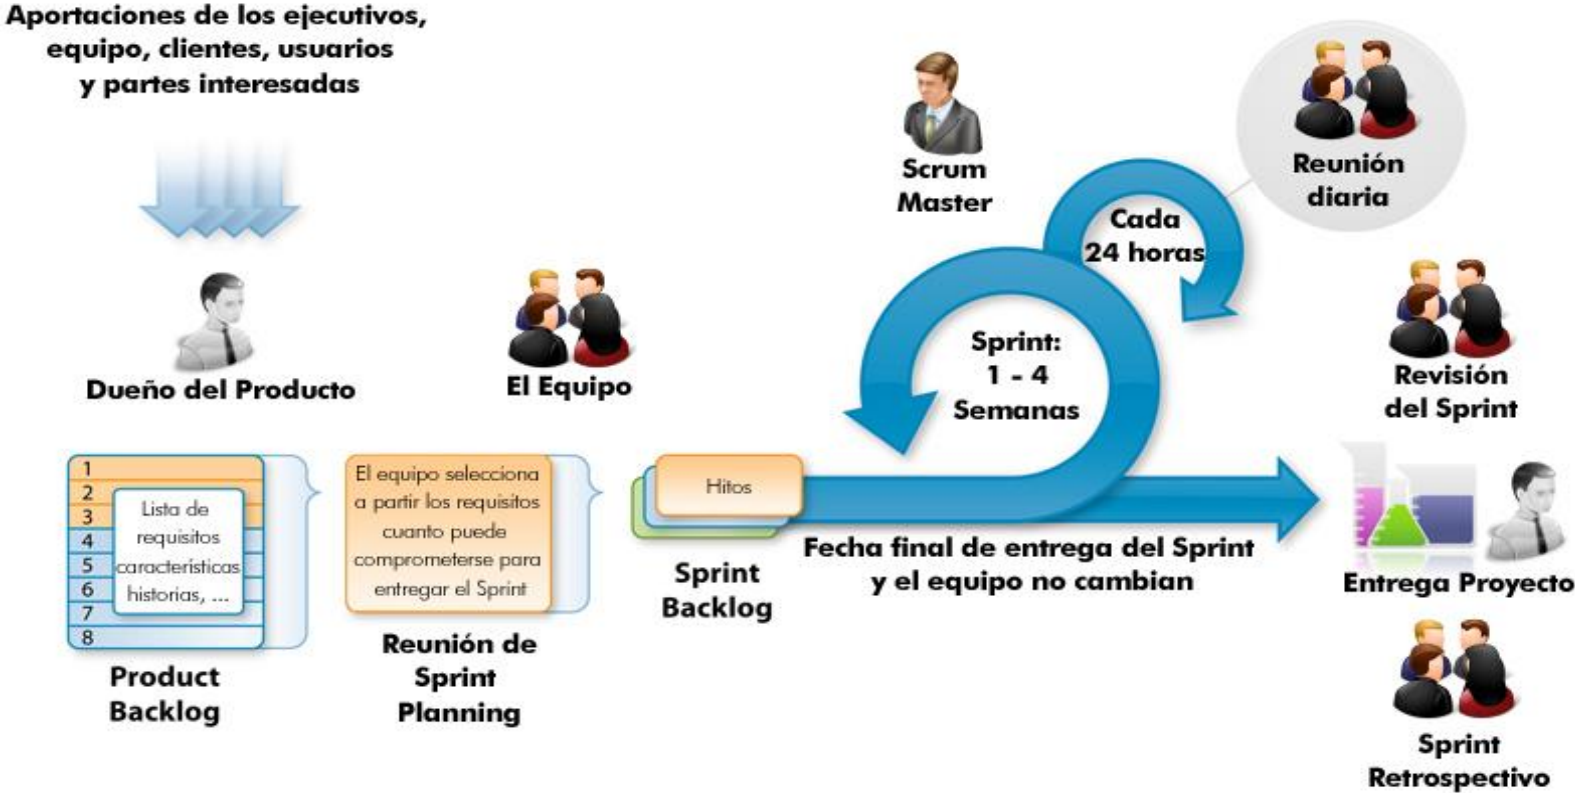 Aportaciones de los ejecutivos,
equipo, clientes, usuarios
y partes interesadas
Dueño del Producto
1
2
3
4
5
6
7
8
Lista de
requisitos
características
historias, ...
Product
Backlog
El Equipo
El equipo selecciona
a partir los requisitos
cuanto puede
comprometerse para
entregar el Sprint
Reunión de
Sprint
Planning
Hitos
Sprint
Backlog
Scrum
Master
Cada
24 horas
Reunión
diaria
Sprint:
1 - 4
Semanas
Fecha final de entrega del Sprint
y el equipo no cambian
Revisión
del Sprint
Entrega Proyecto
Sprint
Retrospectivo